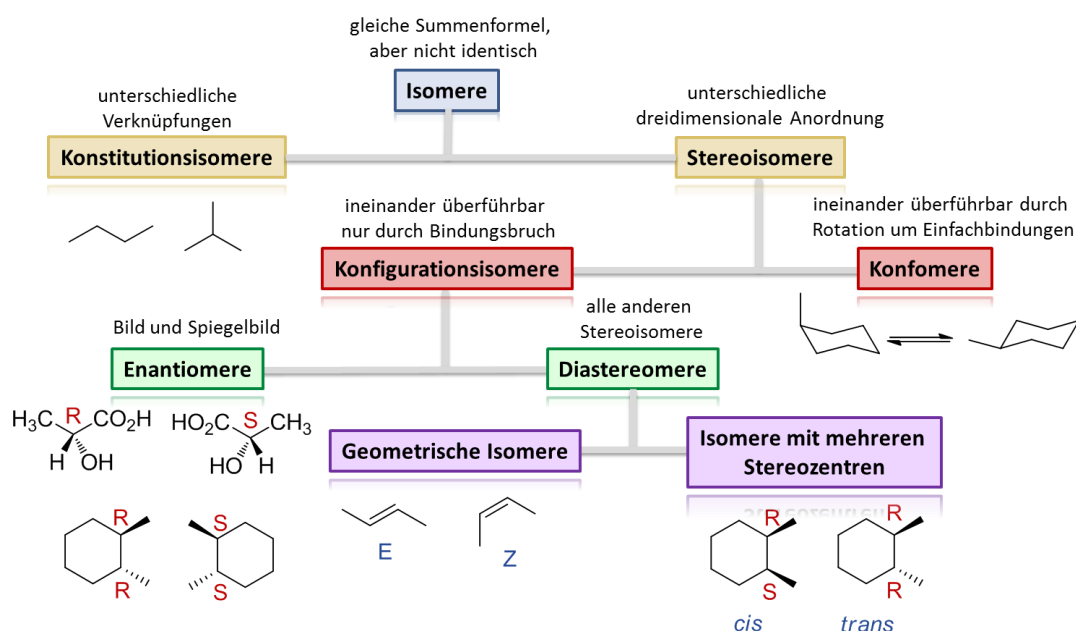 gleiche Summenformel,
aber nicht identisch
Isomere
unterschiedliche
Verknüpfungen
Konstitutionsisomere
unterschiedliche
dreidimensionale Anordnung
Stereoisomere
ineinander überführbar
nur durch Bindungsbruch
Konfigurationsisomere
ineinander überführbar durch
Rotation um Einfachbindungen
Konfomere
Bild und Spiegelbild
Enantiomere
alle anderen
Stereoisomere
Diastereomere
H₃C R CO₂H
H OH
HO₂C S CH₃
HO H
Geometrische Isomere
Isomere mit mehreren
Stereozentren
R
R
S
S
E
Z
R
S
cis
R
R
trans